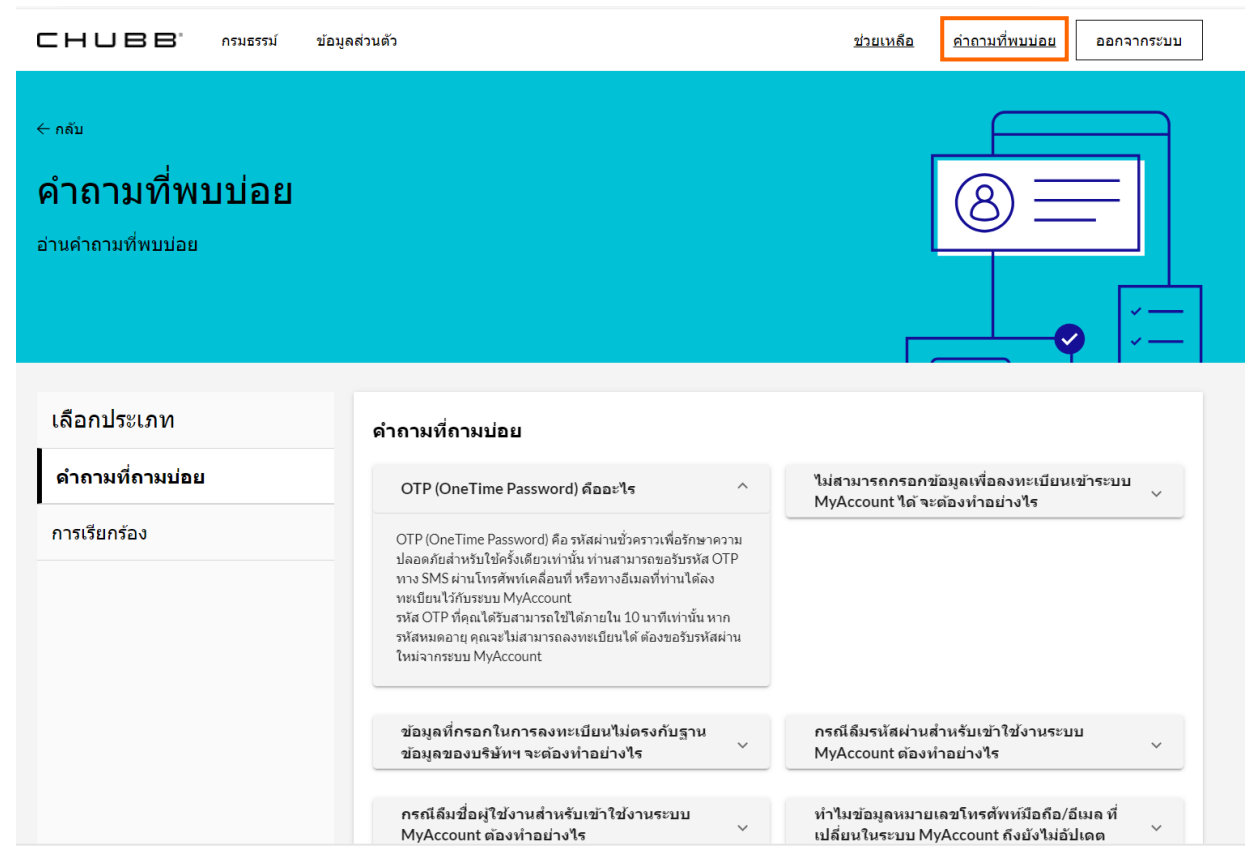 CHUBB
กรมธรรม์
ข้อมูลส่วนตัว
ช่วยเหลือ
คำถามที่พบบ่อย
ออกจากระบบ
← กลับ
คำถามที่พบบ่อย
อ่านคำถามที่พบบ่อย
เลือกประเภท
คำถามที่ถามบ่อย
การเรียกร้อง
คำถามที่ถามบ่อย
OTP (OneTime Password) คืออะไร
OTP (OneTime Password) คือ รหัสผ่านชั่วคราวเพื่อรักษาความ
ปลอดภัยสำหรับใช้ครั้งเดียวเท่านั้น ท่านสามารถขอรับรหัส OTP
ทาง SMS ผ่านโทรศัพท์เคลื่อนที่ หรือทางอีเมลที่ท่านได้ลง
ทะเบียนไว้กับระบบ MyAccount
รหัส OTP ที่คุณได้รับสามารถใช้ได้ภายใน 10 นาทีเท่านั้น หาก
รหัสหมดอายุ คุณจะไม่สามารถลงทะเบียนได้ ต้องขอรับรหัสผ่าน
ใหม่จากระบบ MyAccount
ไม่สามารถกรอกข้อมูลเพื่อลงทะเบียนเข้าระบบ
MyAccount ได้ จะต้องทำอย่างไร
ข้อมูลที่กรอกในการลงทะเบียนไม่ตรงกับฐาน
ข้อมูลของบริษัทฯ จะต้องทำอย่างไร
กรณีลืมรหัสผ่านสำหรับเข้าใช้งานระบบ
MyAccount ต้องทำอย่างไร
กรณีลืมชื่อผู้ใช้งานสำหรับเข้าใช้งานระบบ
MyAccount ต้องทำอย่างไร
ทำไมข้อมูลหมายเลขโทรศัพท์มือถือ/อีเมล ที่
เปลี่ยนในระบบ MyAccount ถึงยังไม่อัปเดต